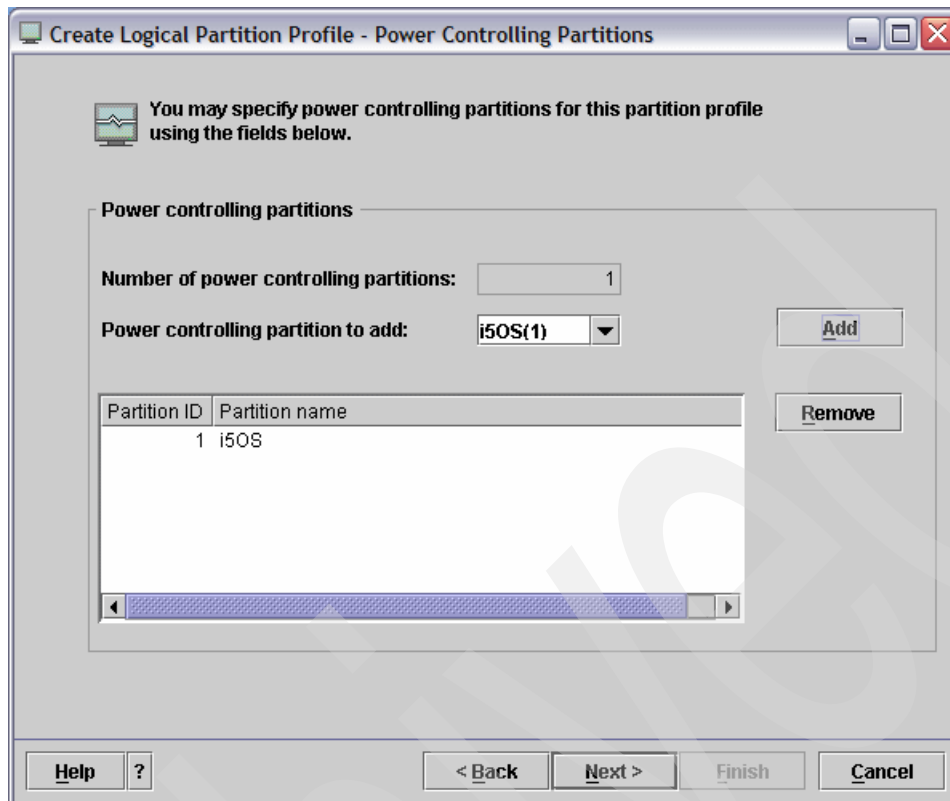 Create Logical Partition Profile - Power Controlling Partitions
You may specify power controlling partitions for this partition profile
using the fields below.
Power controlling partitions
Number of power controlling partitions: 1
Power controlling partition to add: i5OS(1) Add
Partition ID Partition name
Remove
1 i5OS
Help ? < Back Next > Finish Cancel